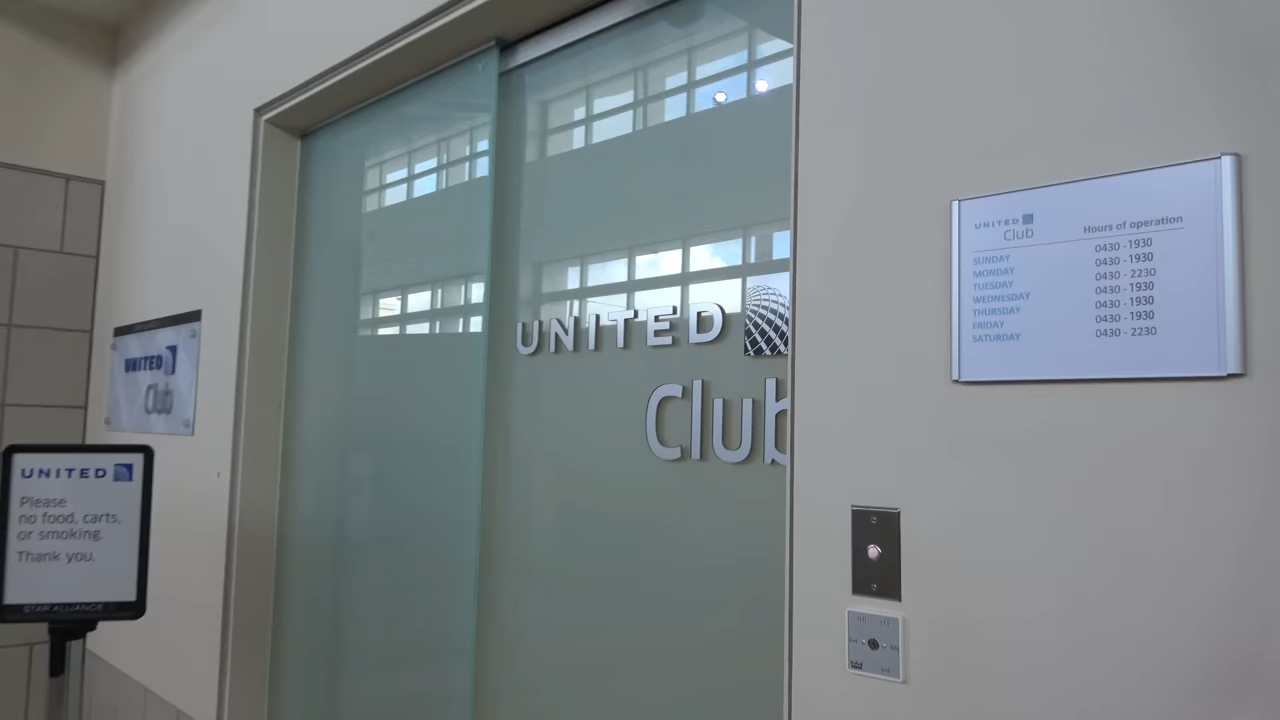 UNITED
Club
UNITED
Please
no food, carts,
or smoking.
Thank you.
STAR ALLIANCE
UNITED
Club
UNITED
Club
Hours of operation
SUNDAY 0430 -1930
MONDAY 0430 - 1930
TUESDAY 0430 - 2230
WEDNESDAY 0430 - 1930
THURSDAY 0430 - 1930
FRIDAY 0430 - 1930
SATURDAY 0430 - 2230